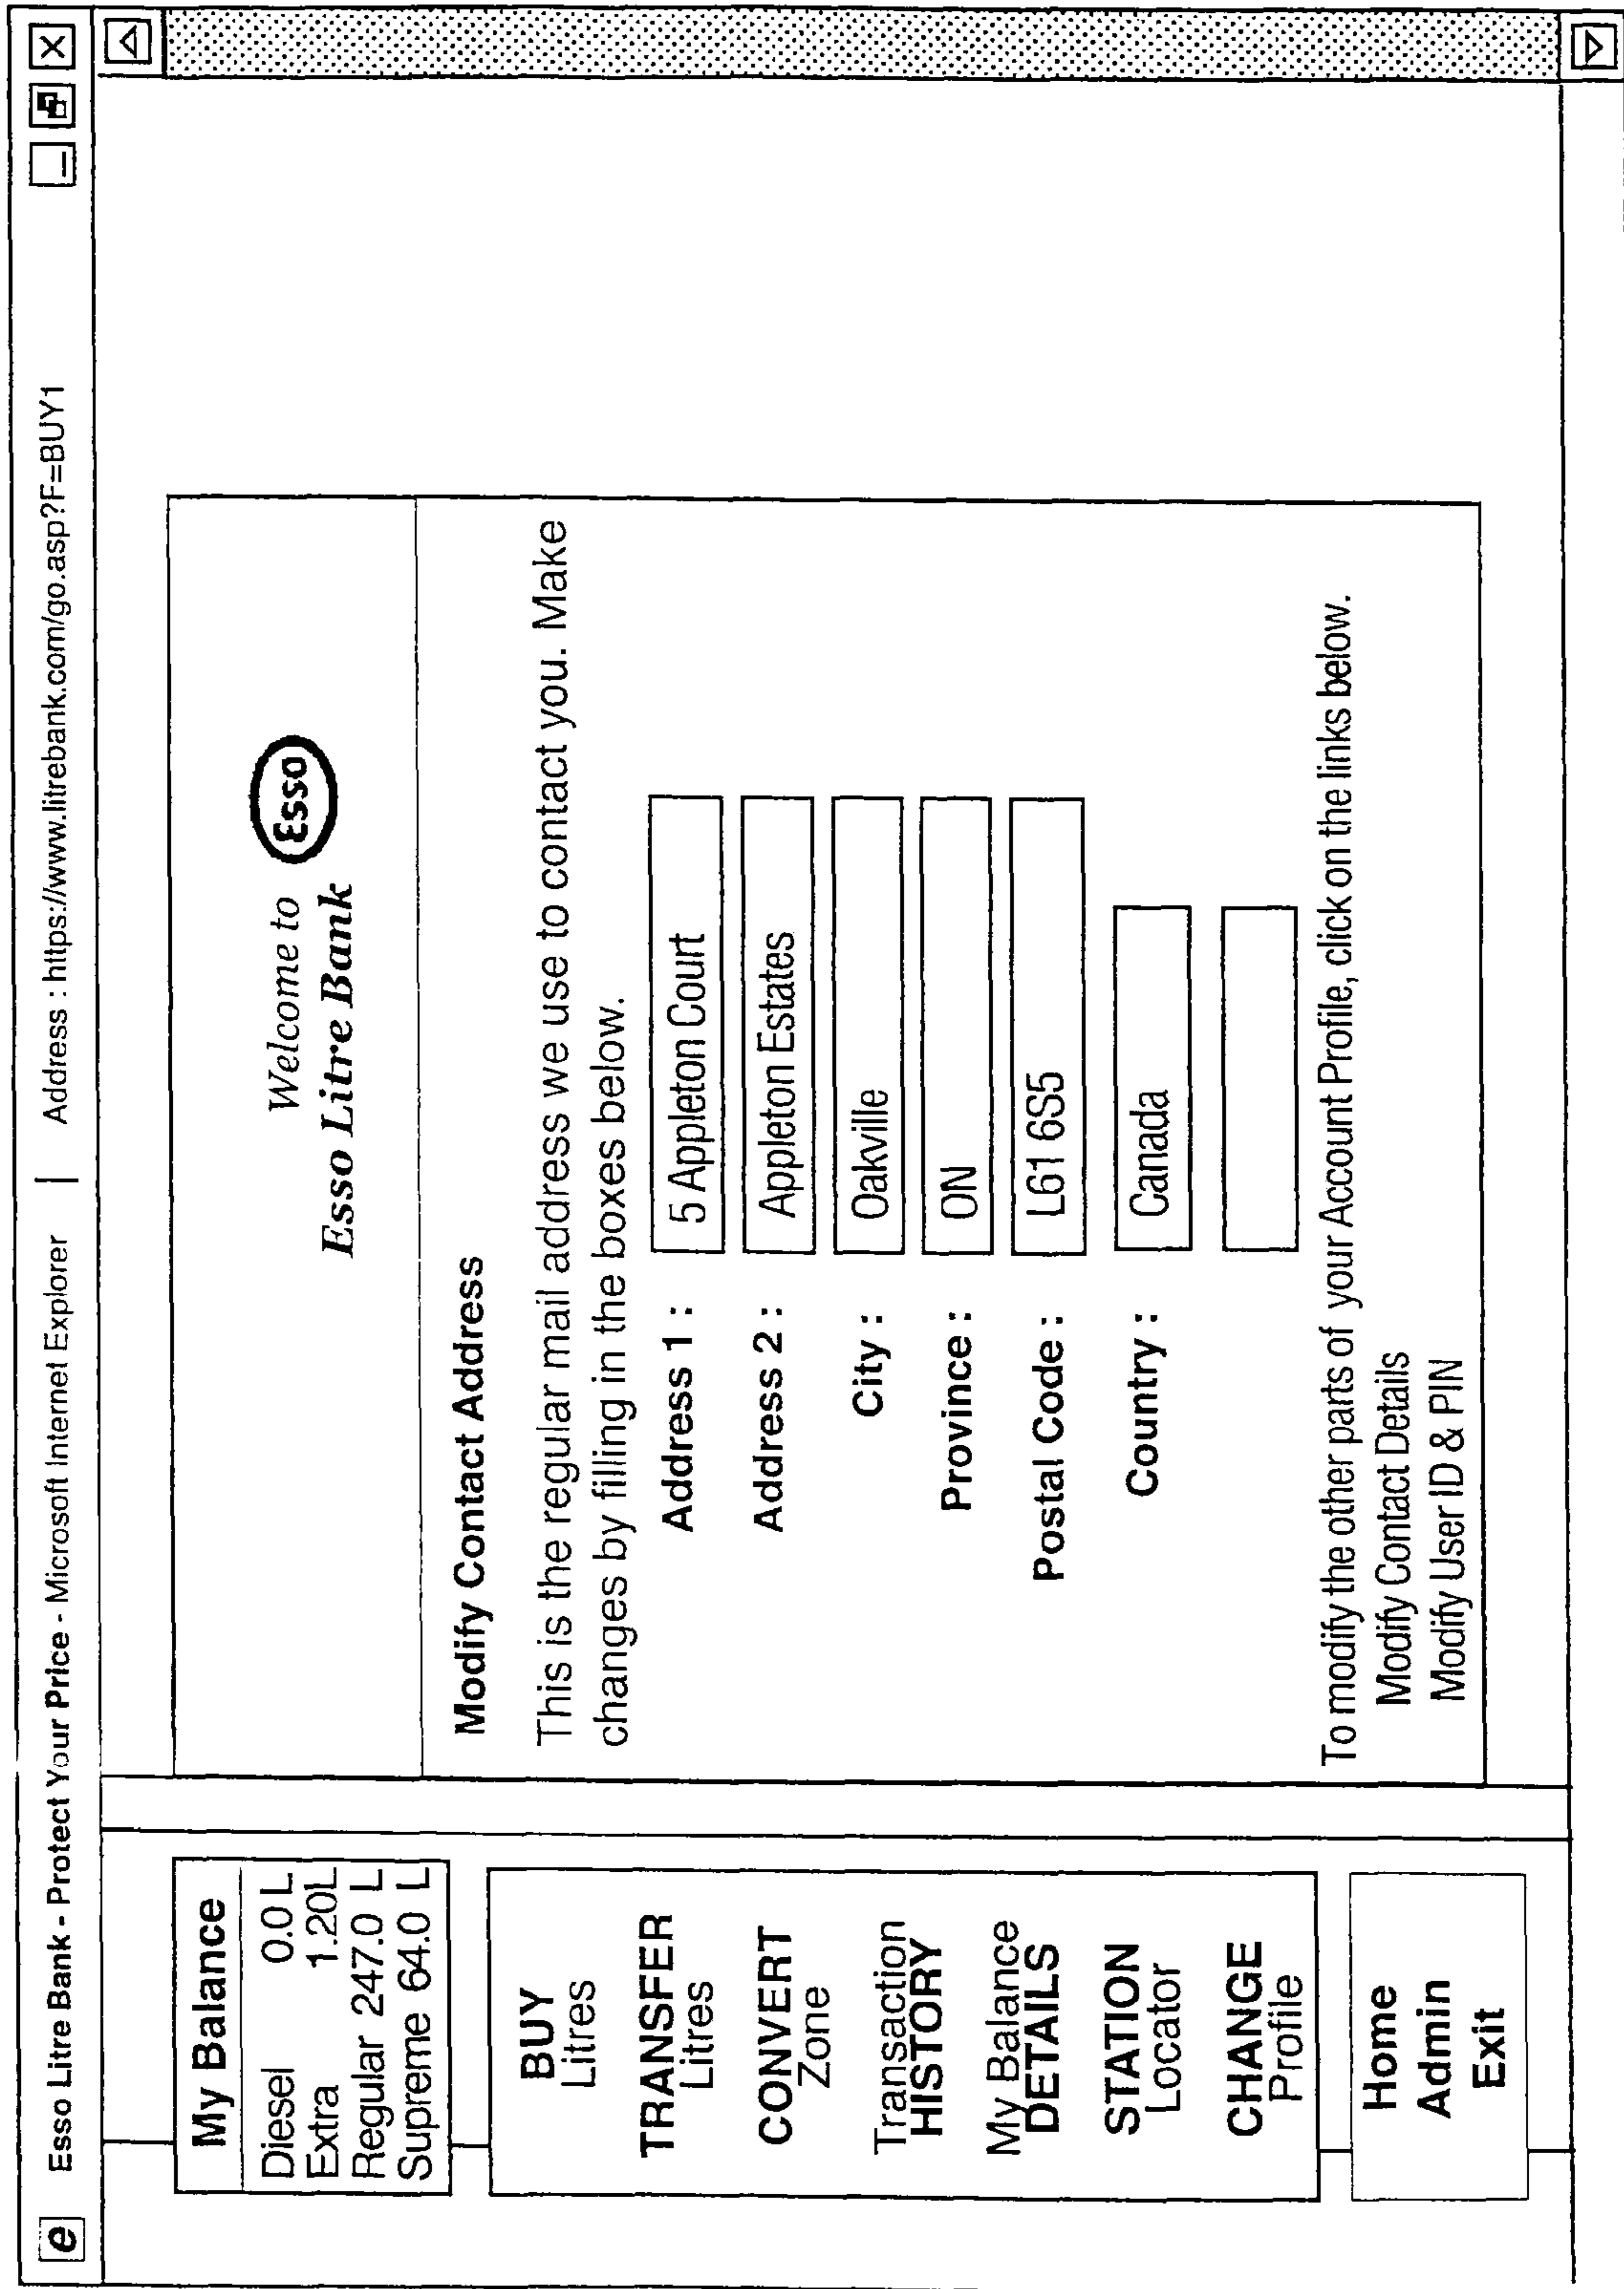 Esso Litre Bank - Protect Your Price - Microsoft Internet Explorer | Address : https://www.litrebank.com/go.asp?F=BUY1
My Balance
Diesel 0.0 L
Extra 1.20L
Regular 247.0 L
Supreme 64.0 L
BUY
Litres
TRANSFER
Litres
CONVERT
Zone
Transaction
HISTORY
My Balance
DETAILS
STATION
Locator
CHANGE
Profile
Home
Admin
Exit
Welcome to
Esso Litre Bank
Esso
Modify Contact Address
This is the regular mail address we use to contact you. Make
changes by filling in the boxes below.
Address 1 : 5 Appleton Court
Address 2 : Appleton Estates
City : Oakville
Province : ON
Postal Code : L61 6S5
Country : Canada
To modify the other parts of your Account Profile, click on the links below.
Modify Contact Details
Modify User ID & PIN